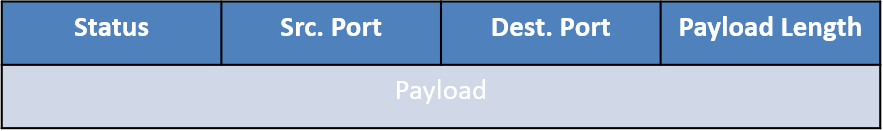 Status Src. Port Dest. Port Payload Length
Payload